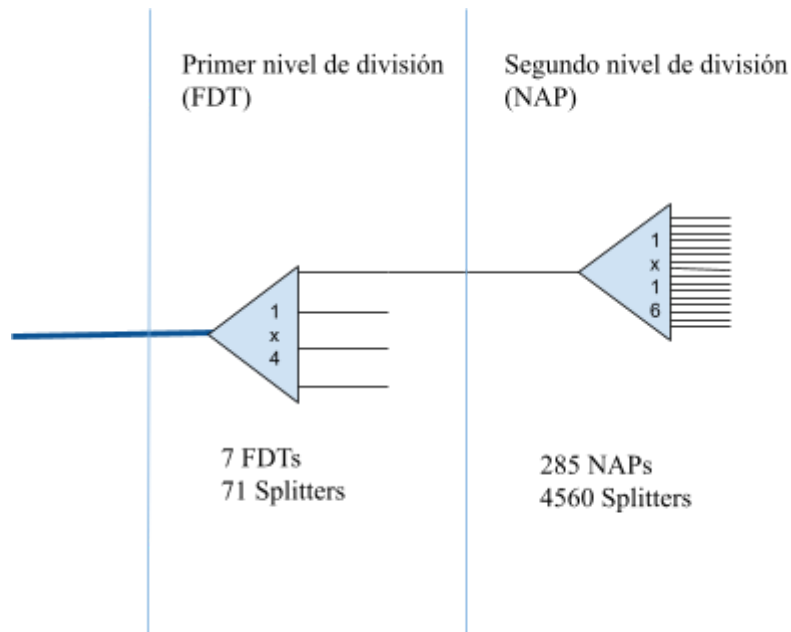 Primer nivel de división
(FDT)
Segundo nivel de división
(NAP)
1
x
4
1
x
1
6
7 FDTs
71 Splitters
285 NAPs
4560 Splitters